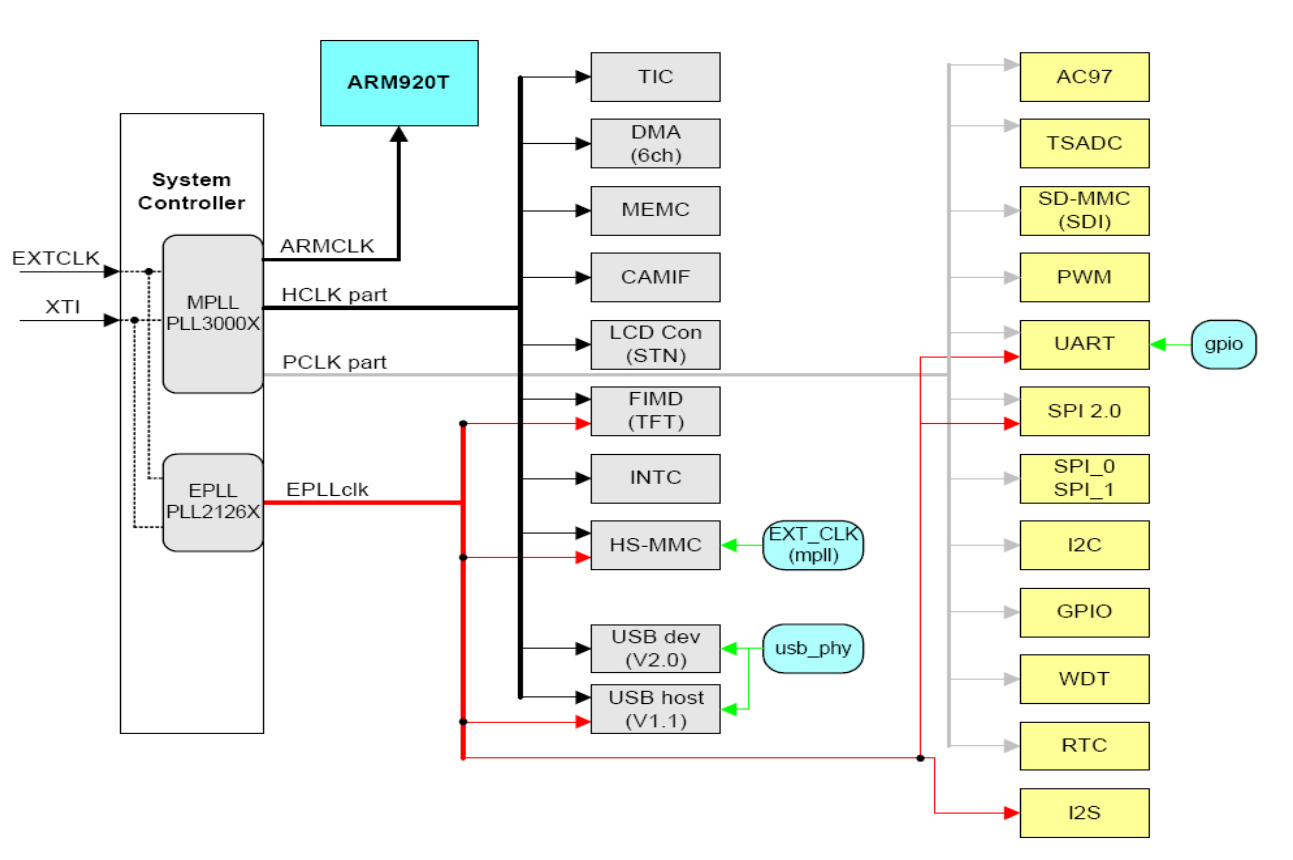 ARM920T
System
Controller
EXTCLK
XTI
MPLL
PLL3000X
EPLL
PLL2126X
ARMCLK
HCLK part
PCLK part
EPLLclk
TIC
DMA
(6ch)
MEMC
CAMIF
LCD Con
(STN)
FIMD
(TFT)
INTC
HS-MMC
EXT_CLK
(mpll)
USB dev
(V2.0)
usb_phy
USB host
(V1.1)
AC97
TSADC
SD-MMC
(SDI)
PWM
UART
gpio
SPI 2.0
SPI_0
SPI_1
I2C
GPIO
WDT
RTC
I2S